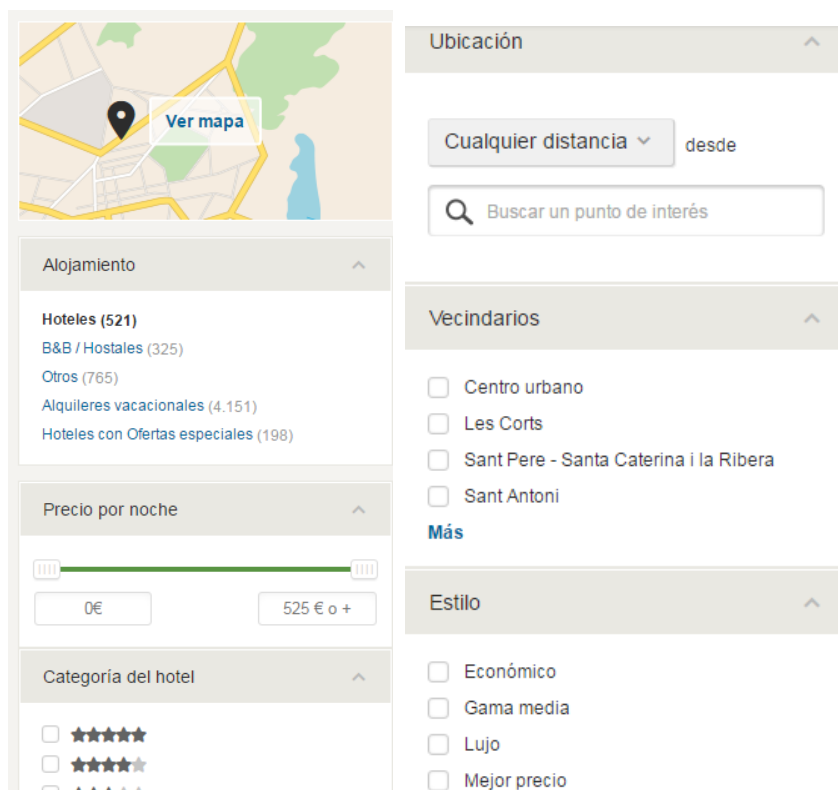 Ver mapa
Alojamiento
Hoteles (521)
B&B / Hostales (325)
Otros (765)
Alquileres vacacionales (4.151)
Hoteles con Ofertas especiales (198)
Precio por noche
0€
525 € o +
Categoría del hotel
Ubicación
Cualquier distancia desde
Buscar un punto de interés
Vecindarios
Centro urbano
Les Corts
Sant Pere - Santa Caterina i la Ribera
Sant Antoni
Más
Estilo
Económico
Gama media
Lujo
Mejor precio